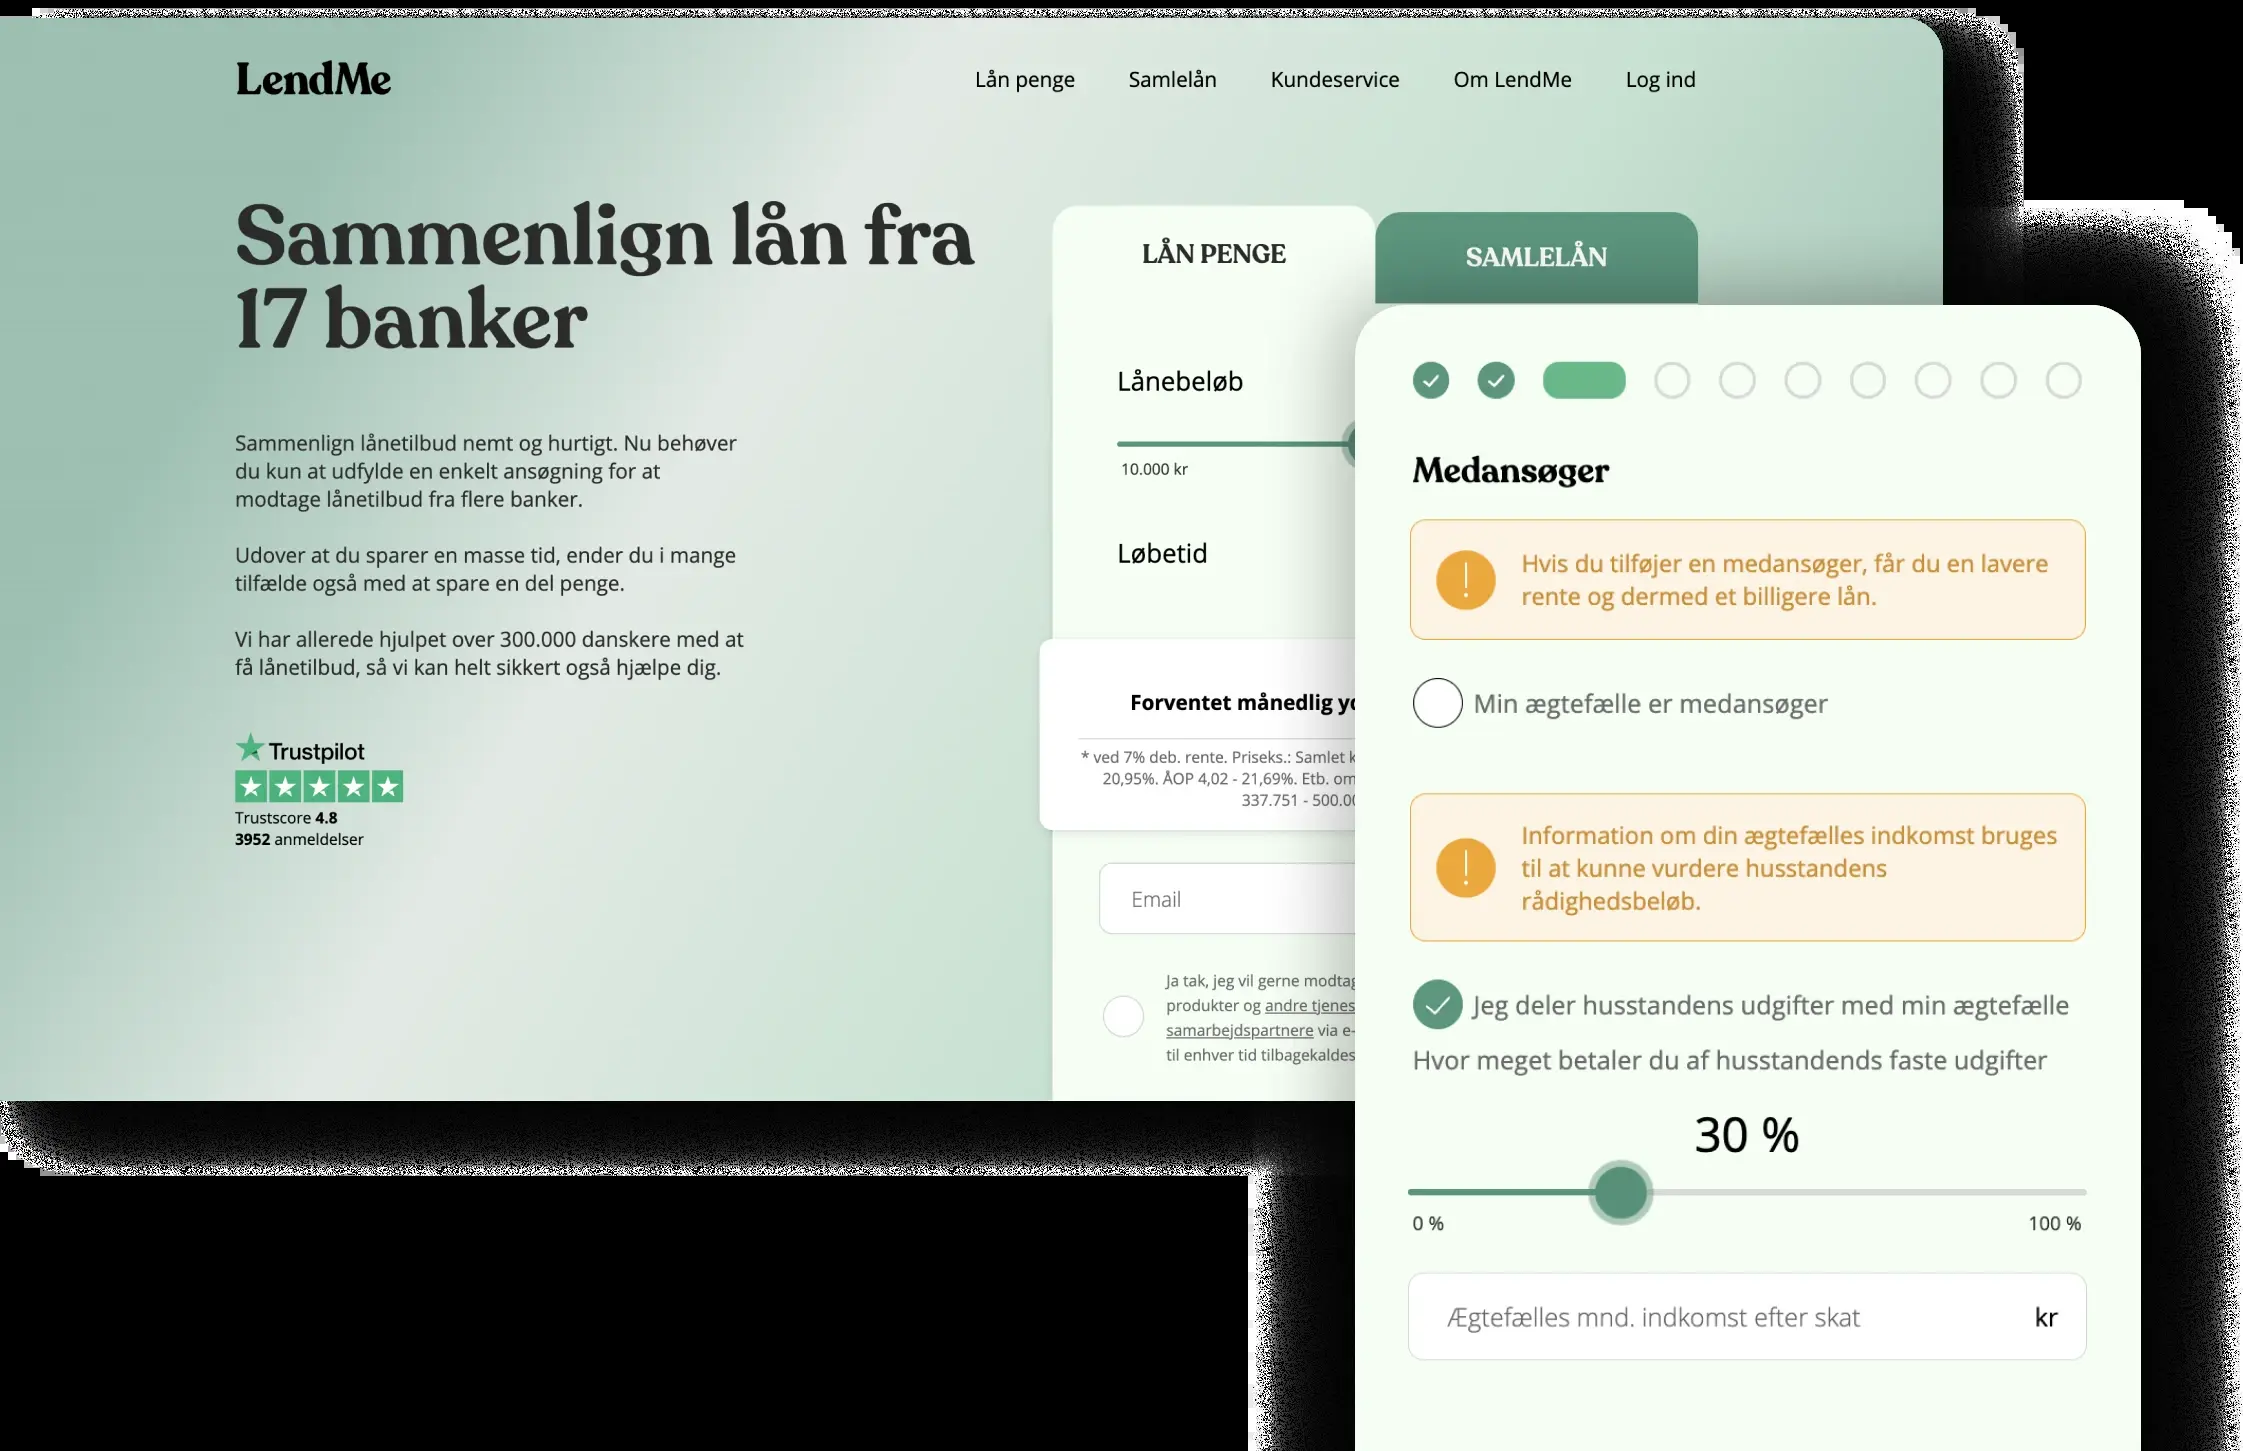 LendMe
Lån penge
Samlelån
Kundeservice
Om LendMe
Log ind
Sammenlign lån fra
17 banker
Sammenlign lånetilbud nemt og hurtigt. Nu behøver
du kun at udfylde en enkelt ansøgning for at
modtage lånetilbud fra flere banker.
Udover at du sparer en masse tid, ender du i mange
tilfælde også med at spare en del penge.
Vi har allerede hjulpet over 300.000 danskere med at
få lånetilbud, så vi kan helt sikkert også hjælpe dig.
Trustpilot
Trustscore 4.8
3952 anmeldelser
LÅN PENGE
SAMLELÅN
Lånebeløb
10.000 kr
Løbetid
Forventet månedlig
* ved 7% deb. rente. Priseks.: Samlet
20,95%. ÅOP 4,02 - 21,69%. Etb. om
337.751 - 500.00
Email
Ja tak, jeg vil gerne modtag
produkter og andre tjenes
samarbejdspartnere via e-
til enhver tid tilbagekaldes
Medansøger
Hvis du tilføjer en medansøger, får du en lavere
rente og dermed et billigere lån.
Min ægtefælle er medansøger
Information om din ægtefælles indkomst bruges
til at kunne vurdere husstandens
rådighedsbeløb.
Jeg deler husstandens udgifter med min ægtefælle
Hvor meget betaler du af husstandends faste udgifter
30 %
0 %
100 %
Ægtefælles mnd. indkomst efter skat
kr